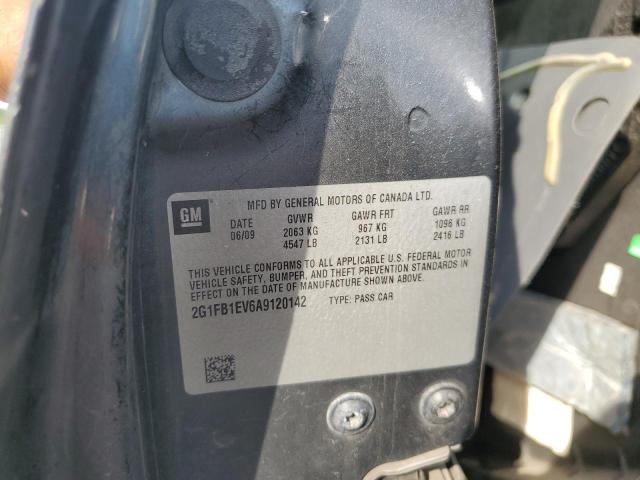 GM
MFD BY GENERAL MOTORS OF CANADA LTD.
DATE GVWR GAWR FRT GAWR RR
06/09 2063 KG 967 KG 1096 KG
4547 LB 2131 LB 2416 LB
THIS VEHICLE CONFORMS TO ALL APPLICABLE U.S. FEDERAL MOTOR
VEHICLE SAFETY, BUMPER, AND THEFT PREVENTION STANDARDS IN
EFFECT ON THE DATE OF MANUFACTURE SHOWN ABOVE.
2G1FB1EV6A9120142 TYPE: PASS CAR